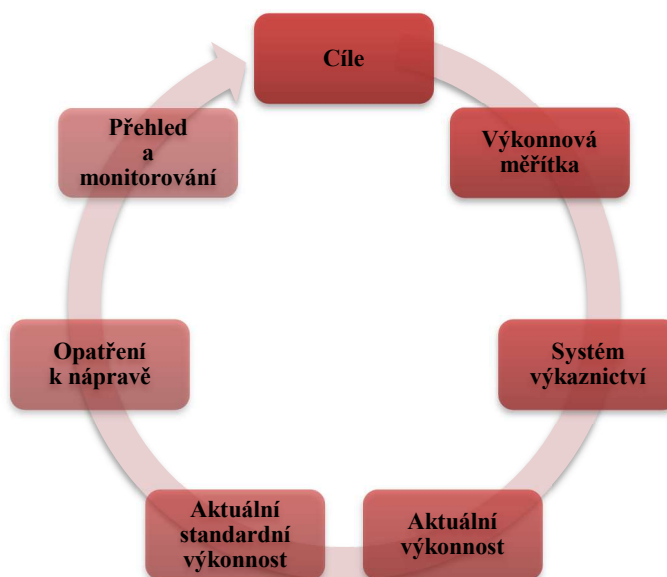 Cíle
Výkonnová
měřítka
Systém
výkaznictví
Aktuální
výkonnost
Aktuální
standardní
výkonnost
Opatření
k nápravě
Přehled
a
monitorování